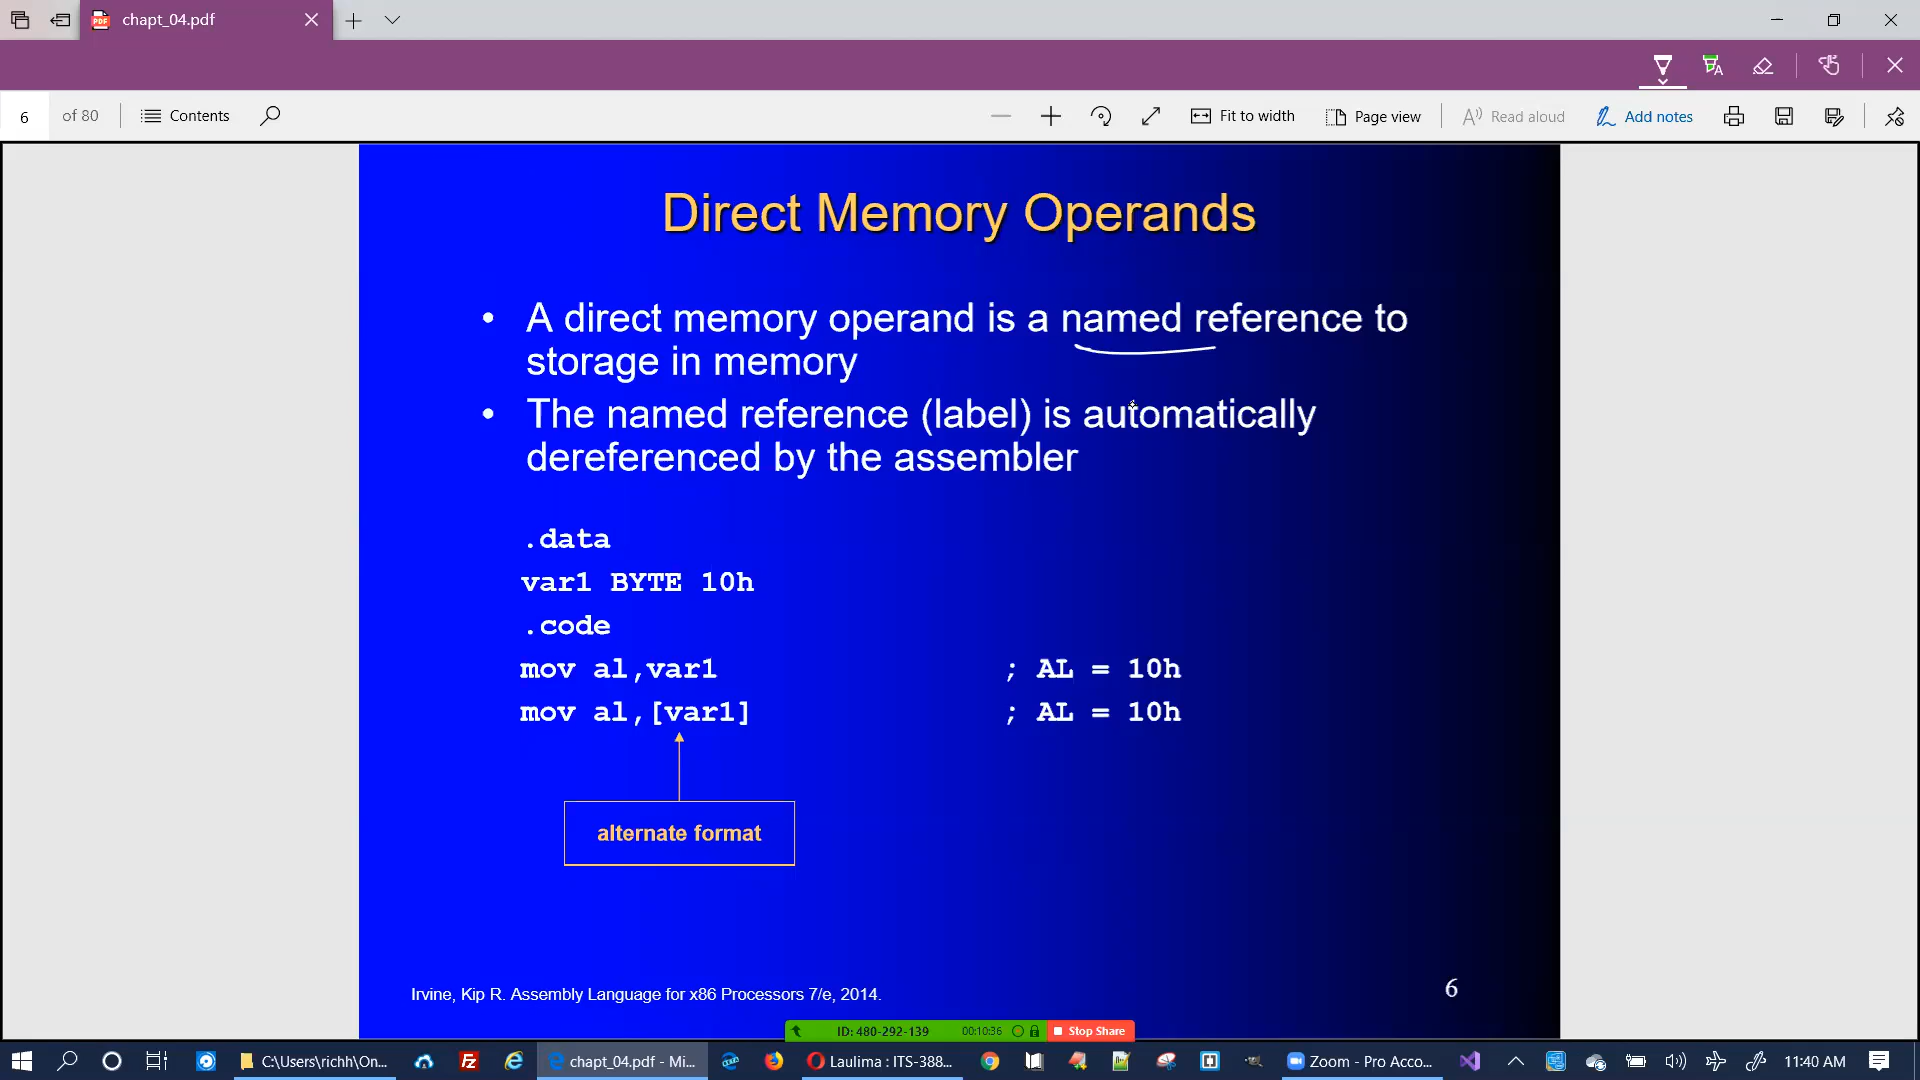 chapt_04.pdf
6 of 80 Contents Fit to width Page view Read aloud Add notes
Direct Memory Operands
• A direct memory operand is a named reference to
storage in memory
• The named reference (label) is automatically
dereferenced by the assembler
.data
var1 BYTE 10h
.code
mov al,var1 ; AL = 10h
mov al,[var1] ; AL = 10h
alternate format
Irvine, Kip R. Assembly Language for x86 Processors 7/e, 2014. 6
ID: 480-292-139 00:10:36 Stop Share
C:\Users\richh\On... chapt_04.pdf - Mi... Laulima : ITS-388... Zoom - Pro Acco... 11:40 AM